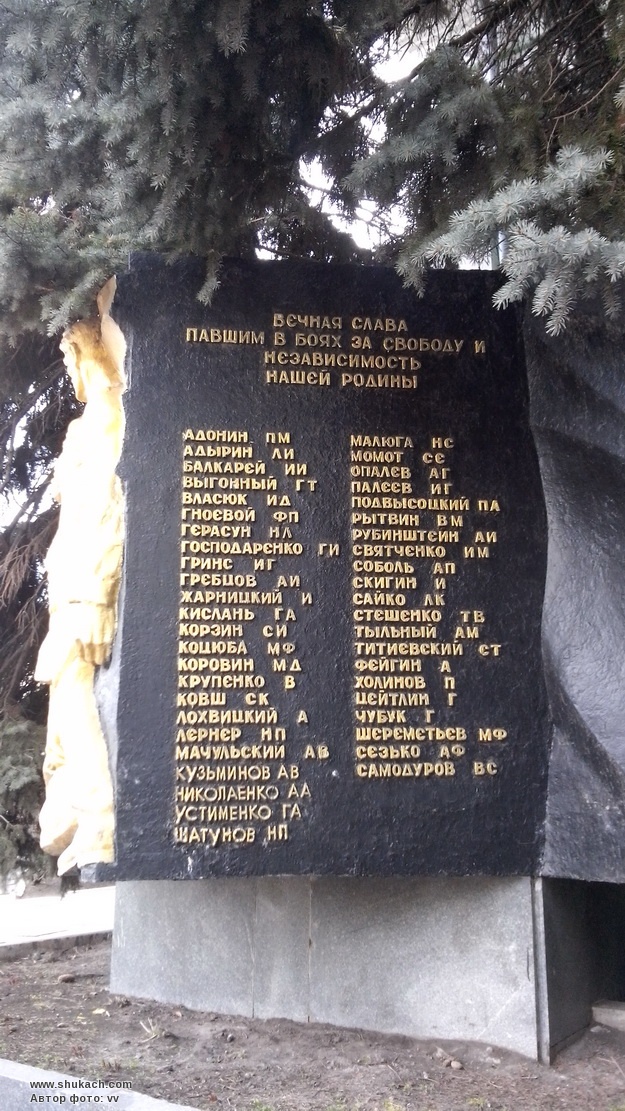 ВЕЧНАЯ СЛАВА
ПАВШИМ В БОЯХ ЗА СВОБОДУ И
НЕЗАВИСИМОСТЬ
НАШЕЙ РОДИНЫ
АДОНИН ПМ
АДЫРИН ЛИ
БАЛКАРЕЙ ИИ
ВЫГОННЫЙ ГТ
ВЛАСЮК ИД
ГНОЕВОЙ ФП
ГЕРАСУН НЛ
ГОСПОДАРЕНКО ГИ
ГРИНС ИГ
ГРЕБЦОВ АИ
ЖАРНИЦКИЙ И
КИСЛАНЬ ГА
КОРЗИН СИ
КОЦЮБА МФ
КОРОВИН МД
КРУПЕНКО В
КОВШ СК
ЛОХВИЦКИЙ А
ЛЕРНЕР НП
МАЧУЛЬСКИЙ АВ
КУЗЬМИНОВ АВ
НИКОЛАЕНКО АА
УСТИМЕНКО ГА
ШАТУНОВ НП
МАЛЮГА НС
МОМОТ СЕ
ОПАЛЕВ АГ
ПАЛЕЕВ ИГ
ПОДВЫСОЦКИЙ ПА
РЫТВИН ВМ
РУБИНШТЕЙН АИ
СВЯТЧЕНКО ИМ
СОБОЛЬ АП
СКИГИН И
САЙКО ЛК
СТЕШЕНКО ТВ
ТЫЛЬНЫЙ АМ
ТИТИЕВСКИЙ ЕТ
ФЕЙГИН А
ХОЛИНОВ П
ЦЕЙТЛИН Г
ЧУБУК Г
ШЕРЕМЕТЬЕВ МФ
СЕЗЬКО АФ
САМОДУРОВ ВС
www.shukach.com
Автор фото: vv